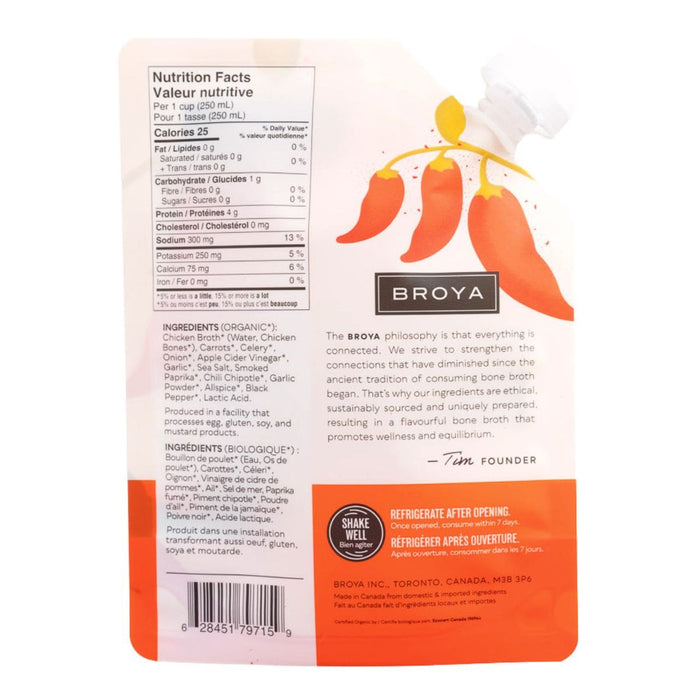 Nutrition Facts
Valeur nutritive
Per 1 cup (250 mL)
Pour 1 tasse (250 mL)
Calories 25
% Daily Value*
% valeur quotidienne*
Fat / Lipides 0 g 0 %
Saturated / saturés 0 g
+ Trans / trans 0 g 0 %
Carbohydrate / Glucides 1 g
Fibre / Fibres 0 g 0 %
Sugars / Sucres 0 g 0 %
Protein / Protéines 4 g
Cholesterol / Cholestérol 0 mg
Sodium 300 mg 13 %
Potassium 250 mg 5 %
Calcium 75 mg 6 %
Iron / Fer 0 mg 0 %
*5% or less is a little, 15% or more is a lot
*5% ou moins c'est peu, 15% ou plus c'est beaucoup
INGREDIENTS (ORGANIC*):
Chicken Broth* (Water, Chicken
Bones*), Carrots*, Celery*,
Onion*, Apple Cider Vinegar*,
Garlic*, Sea Salt, Smoked
Paprika*, Chili Chipotle*, Garlic
Powder*, Allspice*, Black
Pepper*, Lactic Acid.
Produced in a facility that
processes egg, gluten, soy, and
mustard products.
INGRÉDIENTS (BIOLOGIQUE*) :
Bouillon de poulet* (Eau, Os de
poulet*), Carottes*, Céleri*,
Oignon*, Vinaigre de cidre de
pommes*, Ail*, Sel de mer, Paprika
fumé*, Piment chipotle*, Poudre
d'ail*, Piment de la jamaïque*,
Poivre noir*, Acide lactique.
Produit dans une installation
transformant aussi oeuf, gluten,
soya et moutarde.
6 28451 79715 9
BROYA
The BROYA philosophy is that everything is
connected. We strive to strengthen the
connections that have diminished since the
ancient tradition of consuming bone broth
began. That's why our ingredients are ethical,
sustainably sourced and uniquely prepared,
resulting in a flavourful bone broth that
promotes wellness and equilibrium.
— Tim FOUNDER
SHAKE
WELL
Bien agiter
REFRIGERATE AFTER OPENING.
Once opened, consume within 7 days.
RÉFRIGÉRER APRÈS OUVERTURE.
Après ouverture, consommer dans les 7 jours.
BROYA INC., TORONTO, CANADA, M3B 3P6
Made in Canada from domestic & imported ingredients
Fait au Canada fait d'ingrédients locaux et importés
Certified Organic by / Certifié biologique par: Ecocert Canada